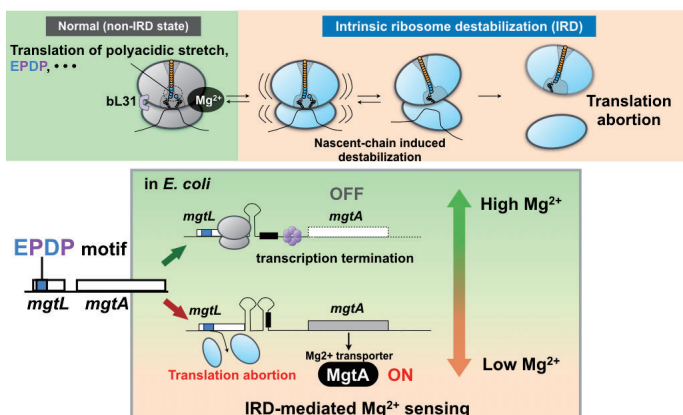 Normal (non-IRD state)
Intrinsic ribosome destabilization (IRD)
Translation of polyacidic stretch,
EPDP, •••
bL31
Mg²⁺
Nascent-chain induced
destabilization
Translation
abortion
in E. coli
OFF
mgtL
mgtA
transcription termination
High Mg²⁺
EPDP motif
mgtL
mgtA
mgtL
mgtA
Translation abortion
Mg2+ transporter
MgtA
ON
Low Mg²⁺
IRD-mediated Mg²⁺ sensing